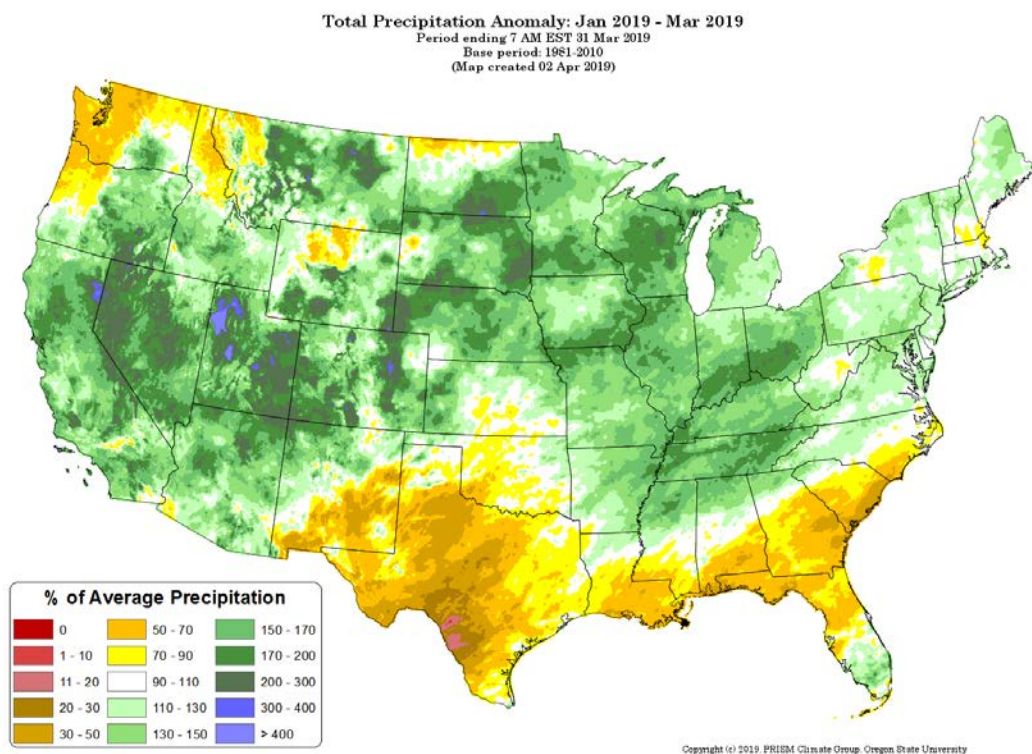 Total Precipitation Anomaly: Jan 2019 - Mar 2019
Period ending 7 AM EST 31 Mar 2019
Base period: 1981-2010
(Map created 02 Apr 2019)
% of Average Precipitation
0
1 - 10
11 - 20
20 - 30
30 - 50
50 - 70
70 - 90
90 - 110
110 - 130
130 - 150
150 - 170
170 - 200
200 - 300
300 - 400
> 400
Copyright (c) 2019, PRISM Climate Group, Oregon State University